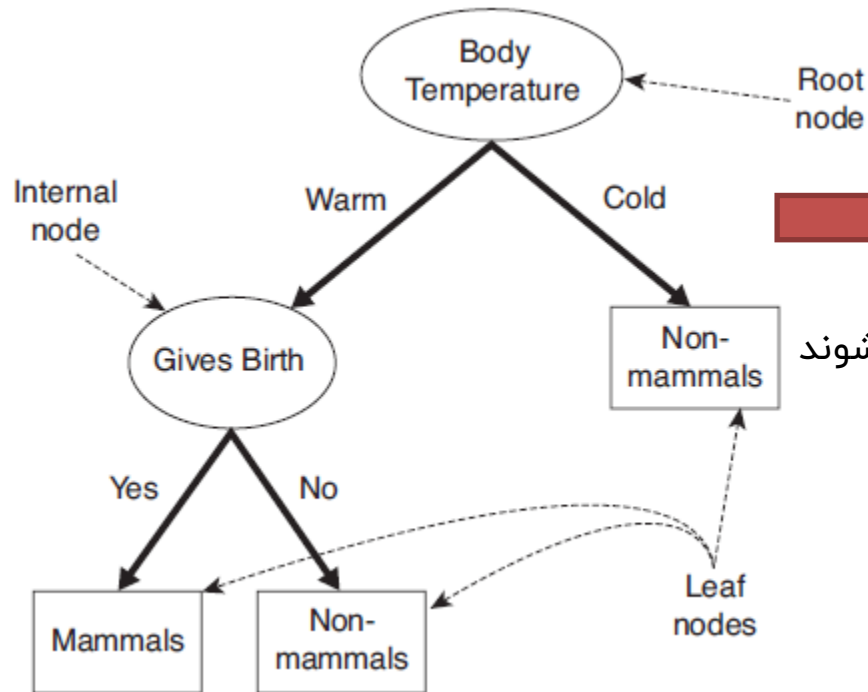 Body
Temperature
Root
node
Internal
node
Warm
Cold
Gives Birth
Non-
mammals
شوند
Yes
No
Mammals
Non-
mammals
Leaf
nodes